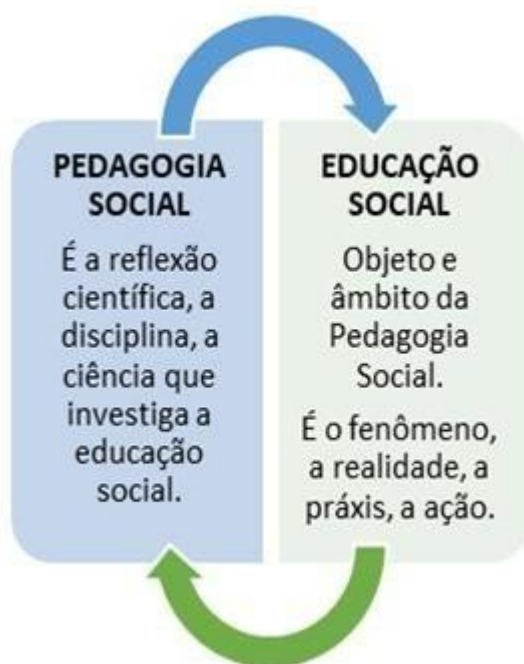 PEDAGOGIA
SOCIAL
É a reflexão
científica, a
disciplina, a
ciência que
investiga a
educação
social.
EDUCAÇÃO
SOCIAL
Objeto e
âmbito da
Pedagogia
Social.
É o fenômeno,
a realidade, a
práxis, a ação.